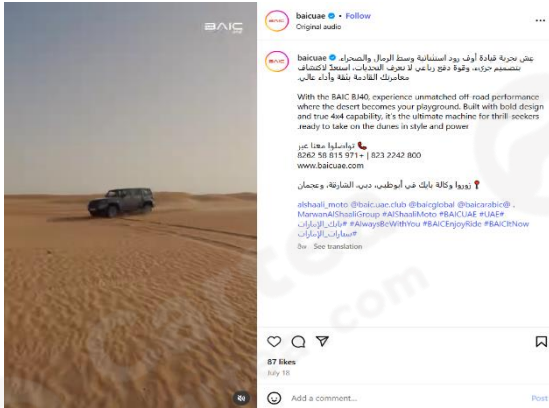 BAIC
baicuae • Follow
Original audio
baicuae عِش تجربة قيادة أوف رود استثنائية وسط الرمال والصحراء.
بتصميم جريء، وقوة دفع رباعي لا تعرف التحديات، استعدّ لاكتشاف
مغامرتك القادمة بثقة وأداء عالي.
With the BAIC BJ40, experience unmatched off-road performance
where the desert becomes your playground. Built with bold design
and true 4x4 capability, it's the ultimate machine for thrill-seekers
.ready to take on the dunes in style and power
📞 تواصلوا معنا عبر
8262 58 815 971+ | 823 2242 800
www.baicuae.com
📍 زوروا وكالة بايك في أبوظبي، دبي، الشارقة، وعجمان
alshaali_moto @baic.uae.club @baicglobal @baicarabic@ .
MarwanAlShaaliGroup #AlShaaliMoto #BAICUAE #UAE#
#AlwaysBeWithYou #BAICEnjoyRide #BAICItNow #بايك_الإمارات
#سيارات_الإمارات
8w See translation
87 likes
July 18
Add a comment...
Post